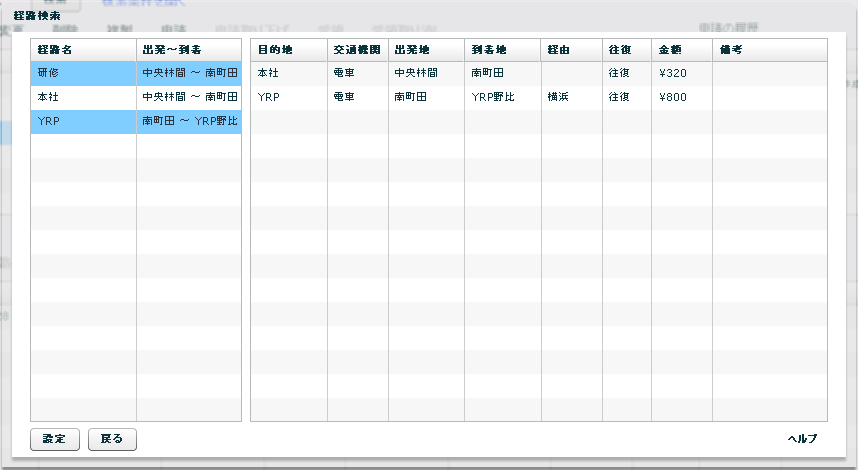 経路検索
経路名 出発～到着
研修 中央林間 ～ 南町田
本社 中央林間 ～ 南町田
YRP 南町田 ～ YRP野比
目的地 交通機関 出発地 到着地 経由 往復 金額 備考
本社 電車 中央林間 南町田 往復 ¥320
YRP 電車 南町田 YRP野比 横浜 往復 ¥800
設定 戻る ヘルプ